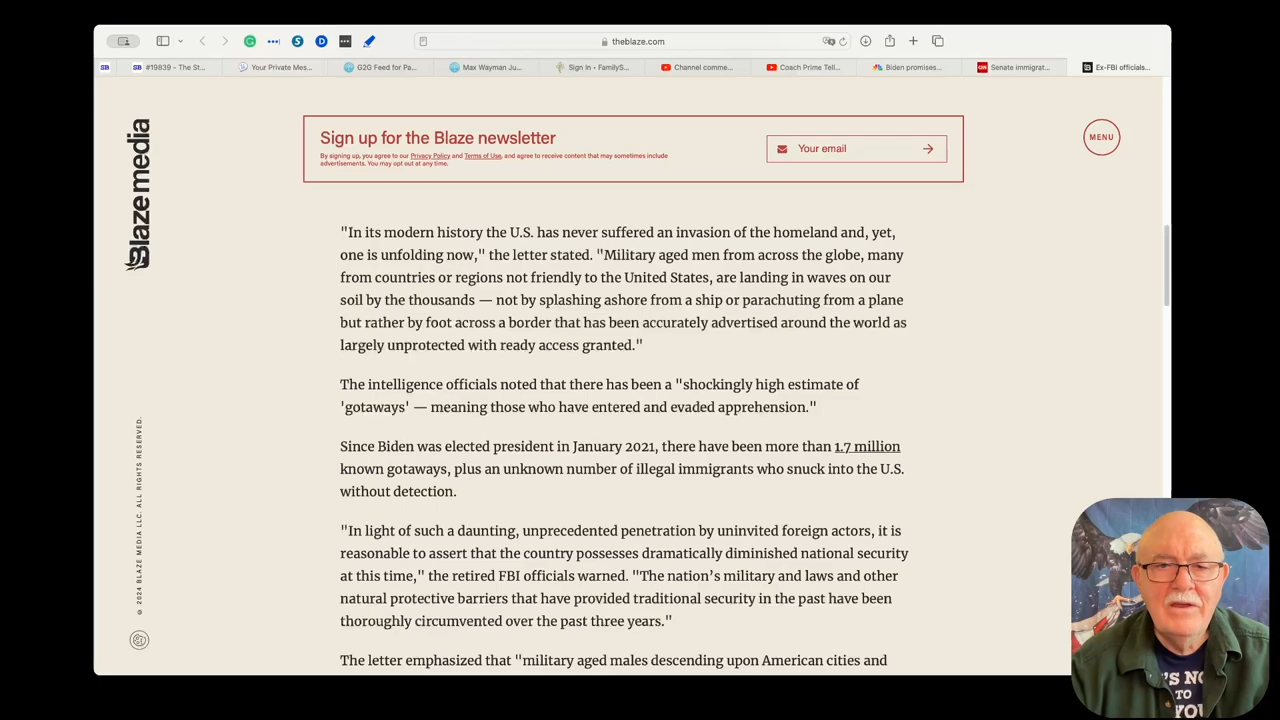 theblaze.com
SB
SB #19839 – The St...
Your Private Mes...
G2G Feed for Pa...
Max Wayman Ju...
Sign In • FamilyS...
Channel comme...
Coach Prime Tell...
Biden promises...
Senate immigrat...
Ex-FBI officials...
Blaze media
Sign up for the Blaze newsletter
By signing up, you agree to our Privacy Policy and Terms of Use, and agree to receive content that may sometimes include
advertisements. You may opt out at any time.
Your email
MENU
"In its modern history the U.S. has never suffered an invasion of the homeland and, yet,
one is unfolding now," the letter stated. "Military aged men from across the globe, many
from countries or regions not friendly to the United States, are landing in waves on our
soil by the thousands — not by splashing ashore from a ship or parachuting from a plane
but rather by foot across a border that has been accurately advertised around the world as
largely unprotected with ready access granted."
The intelligence officials noted that there has been a "shockingly high estimate of
'gotaways' — meaning those who have entered and evaded apprehension."
Since Biden was elected president in January 2021, there have been more than 1.7 million
known gotaways, plus an unknown number of illegal immigrants who snuck into the U.S.
without detection.
"In light of such a daunting, unprecedented penetration by uninvited foreign actors, it is
reasonable to assert that the country possesses dramatically diminished national security
at this time," the retired FBI officials warned. "The nation's military and laws and other
natural protective barriers that have provided traditional security in the past have been
thoroughly circumvented over the past three years."
The letter emphasized that "military aged males descending upon American cities and
© 2024 BLAZE MEDIA LLC. ALL RIGHTS RESERVED.
TO
YOU